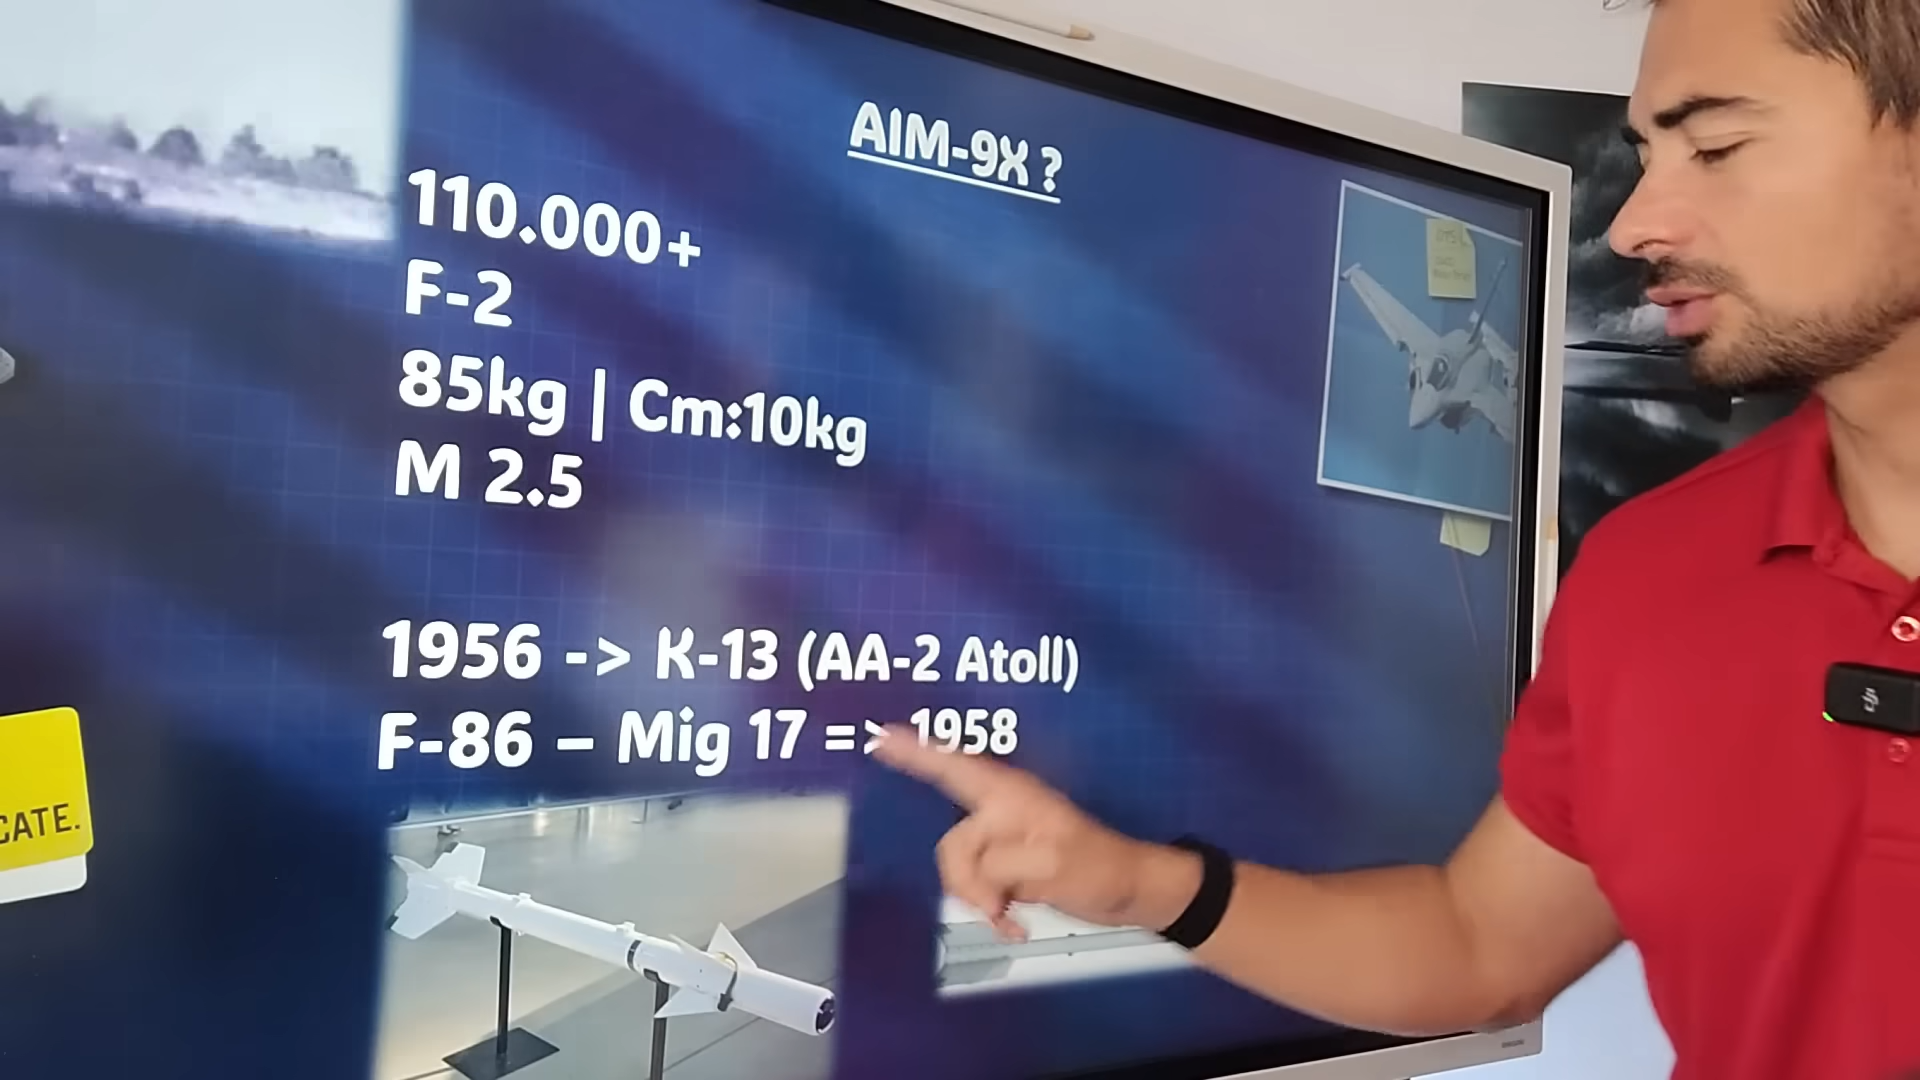 AIM-9X ?
110.000+
F-2
85kg | Cm:10kg
M 2.5
1956 -> K-13 (AA-2 Atoll)
F-86 – Mig 17 => 1958
CATE.